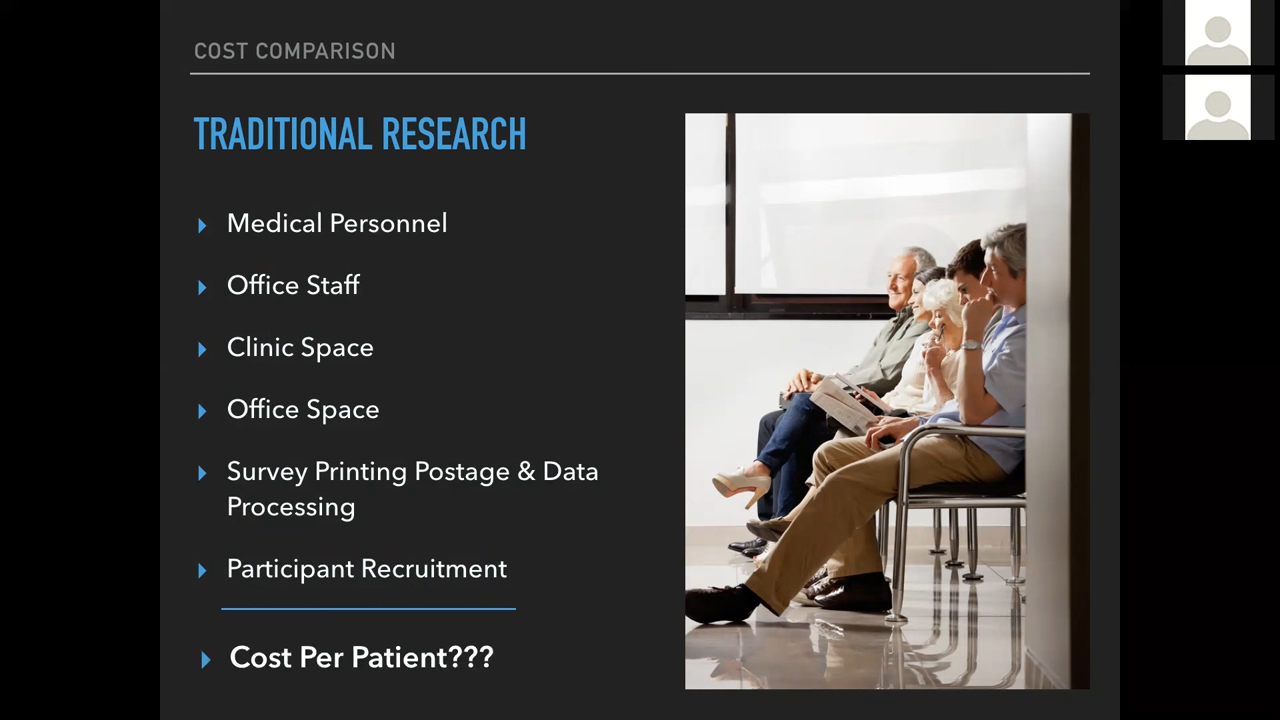 COST COMPARISON
TRADITIONAL RESEARCH
Medical Personnel
Office Staff
Clinic Space
Office Space
Survey Printing Postage & Data
Processing
Participant Recruitment
Cost Per Patient???